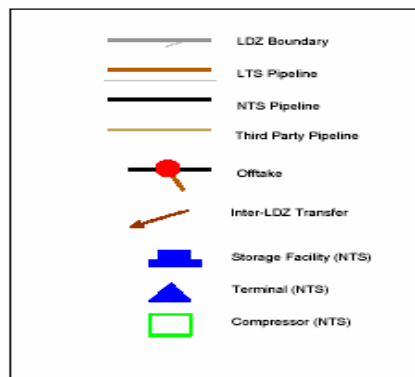 LDZ Boundary
LTS Pipeline
NTS Pipeline
Third Party Pipeline
Offtake
Inter-LDZ Transfer
Storage Facility (NTS)
Terminal (NTS)
Compressor (NTS)